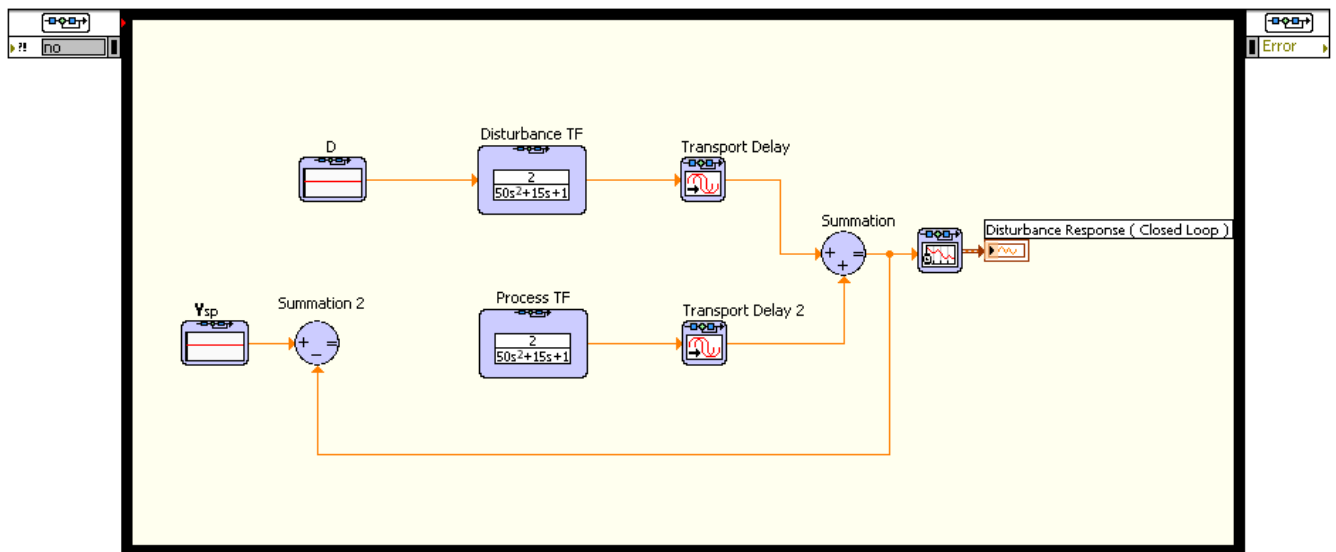 ?! no
Error
D
Disturbance TF
2
50s²+15s+1
Transport Delay
Summation
Disturbance Response ( Closed Loop )
Ysp
Summation 2
Process TF
2
50s²+15s+1
Transport Delay 2